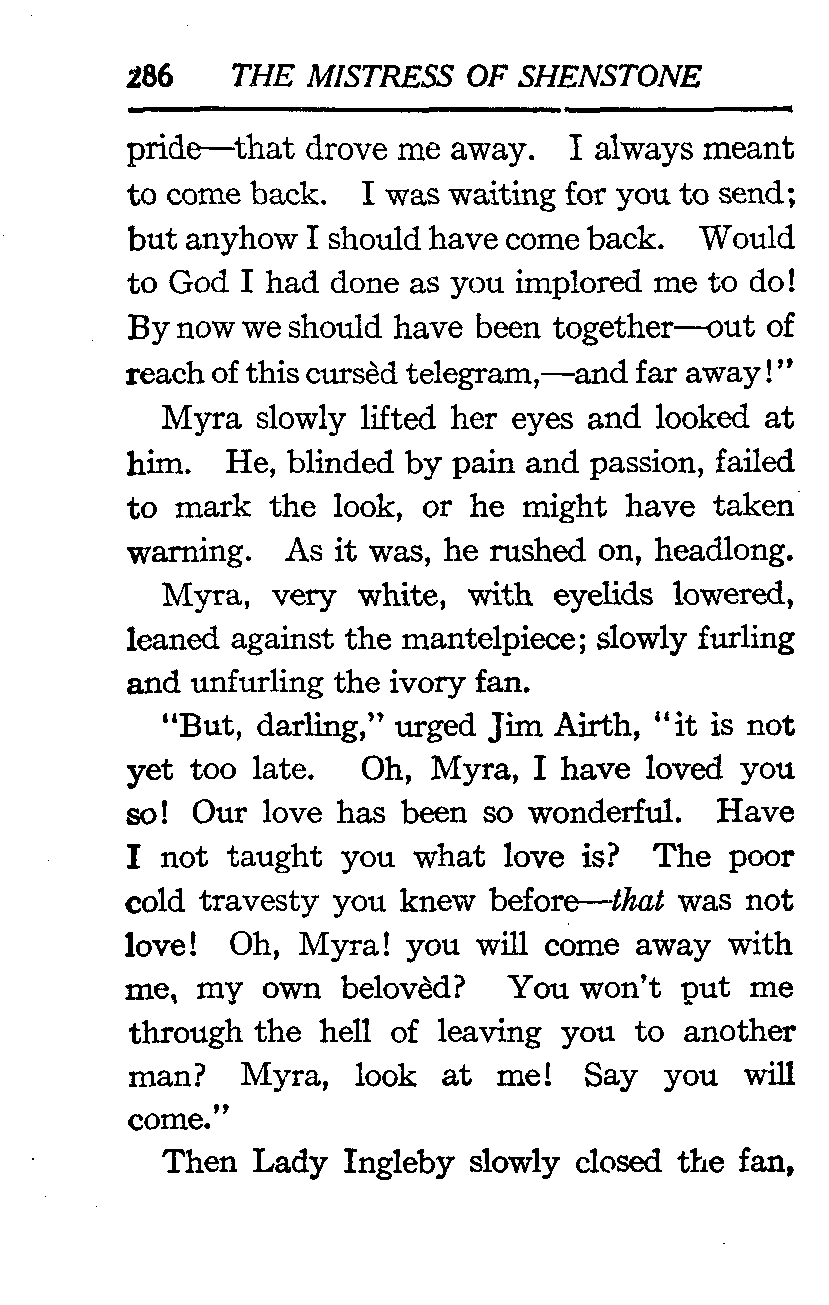 286 THE MISTRESS OF SHENSTONE
pride—that drove me away. I always meant
to come back. I was waiting for you to send;
but anyhow I should have come back. Would
to God I had done as you implored me to do!
By now we should have been together—out of
reach of this cursèd telegram,—and far away!"
Myra slowly lifted her eyes and looked at
him. He, blinded by pain and passion, failed
to mark the look, or he might have taken
warning. As it was, he rushed on, headlong.
Myra, very white, with eyelids lowered,
leaned against the mantelpiece; slowly furling
and unfurling the ivory fan.
"But, darling," urged Jim Airth, "it is not
yet too late. Oh, Myra, I have loved you
so! Our love has been so wonderful. Have
I not taught you what love is? The poor
cold travesty you knew before—that was not
love! Oh, Myra! you will come away with
me, my own belovèd? You won't put me
through the hell of leaving you to another
man? Myra, look at me! Say you will
come."
Then Lady Ingleby slowly closed the fan,